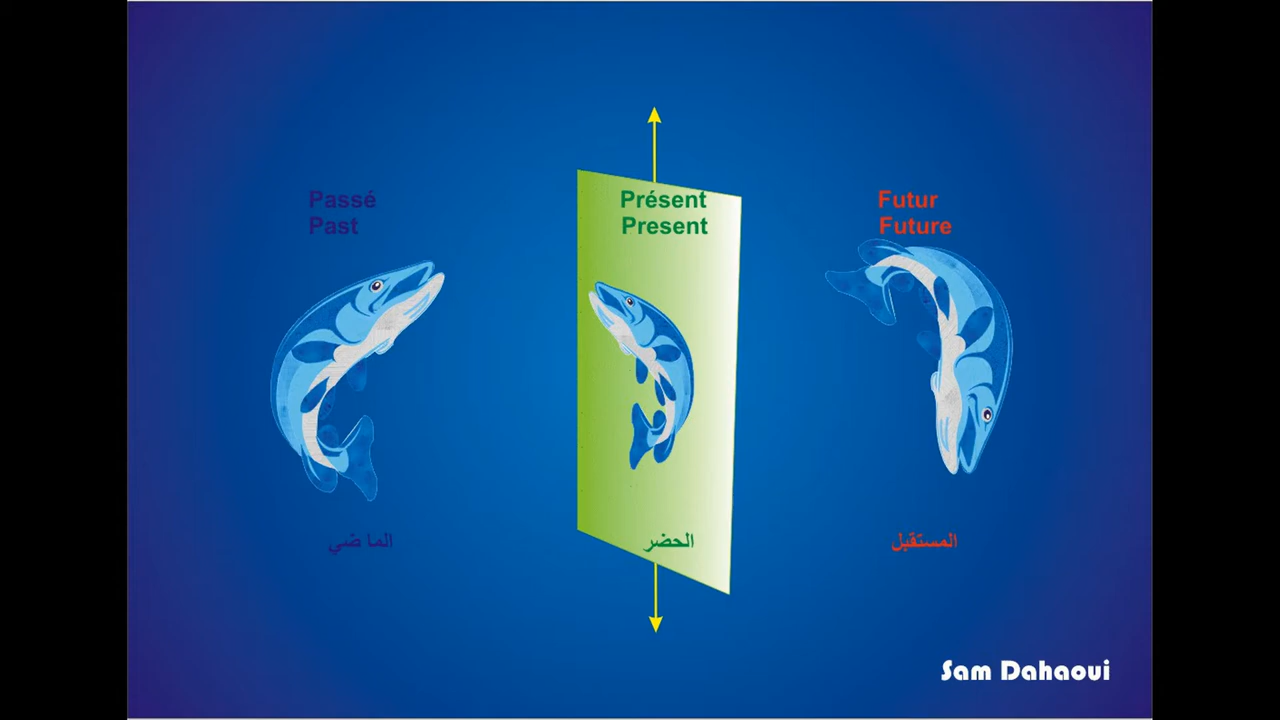 Passé
Past
Présent
Present
Futur
Future
الما ضي
الحضر
المستقبل
Sam Dahaoui